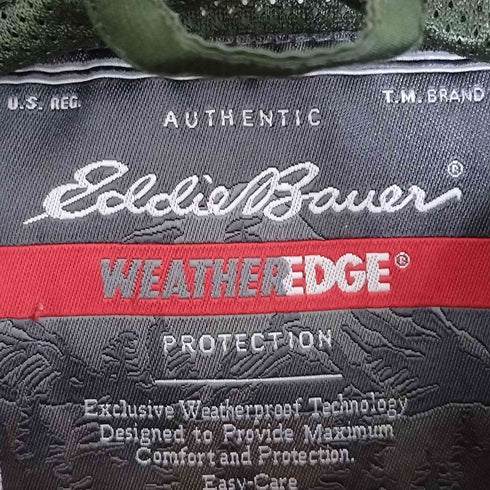 U.S. REG. T.M. BRAND
AUTHENTIC
Eddie Bauer®
WEATHEREDGE®
PROTECTION
Exclusive Weatherproof Technology
Designed to Provide Maximum
Comfort and Protection.
Easy-Care